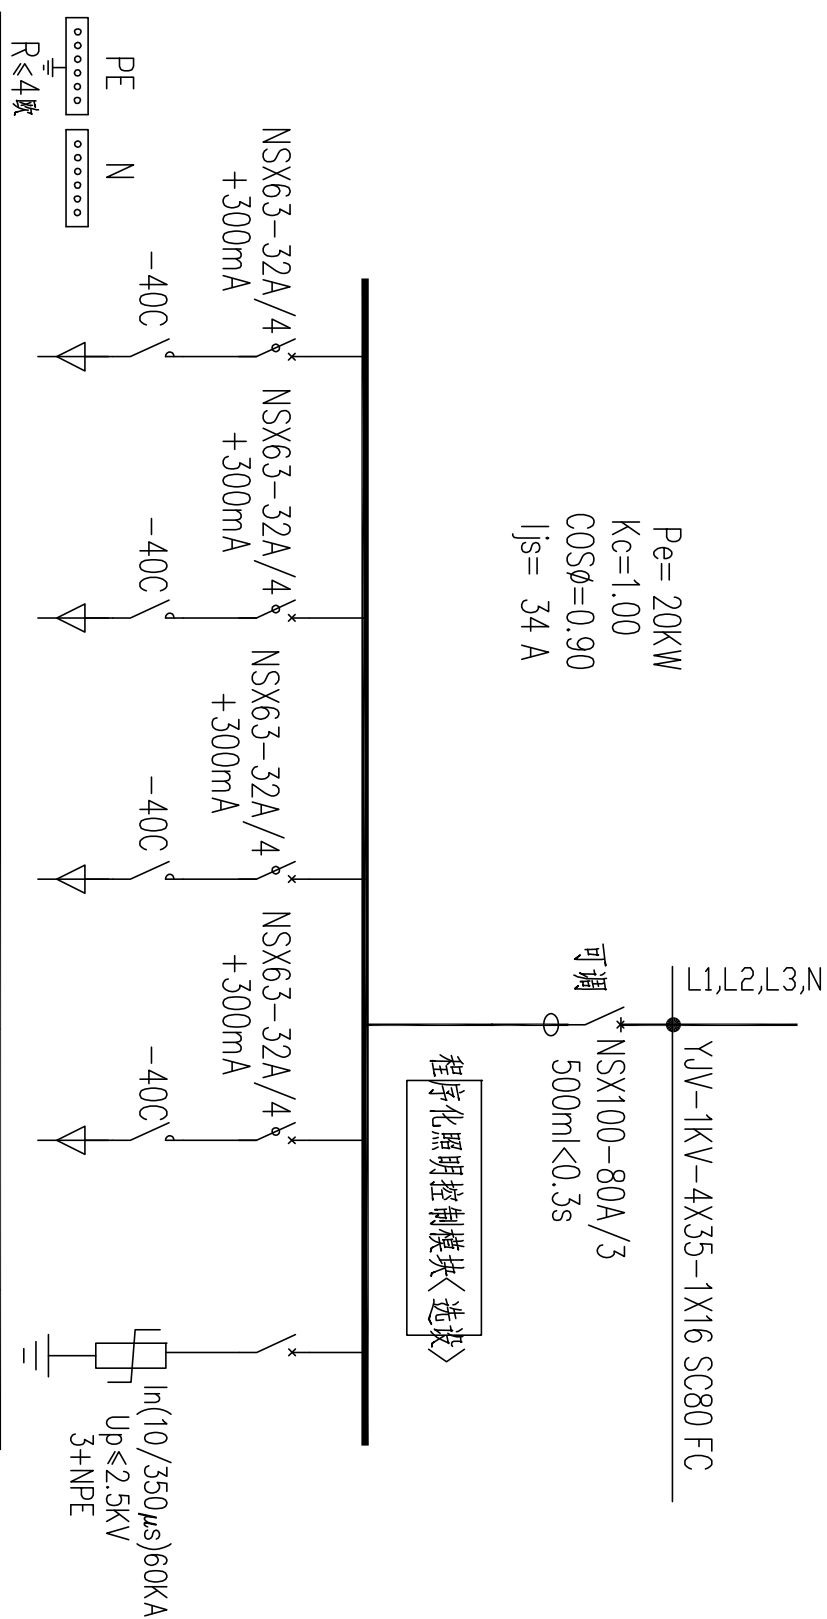 L1,L2,L3,N
YJV-1KV-4X35-1X16 SC80 FC
可调
NSX100-80A/3
500ml<0.3s
Pe= 20KW
Kc=1.00
COSø=0.90
Ijs= 34 A
程序化照明控制模块<选设>
NSX63-32A/4
+300mA
-40C
NSX63-32A/4
+300mA
-40C
NSX63-32A/4
+300mA
-40C
NSX63-32A/4
+300mA
-40C
In(10/350µs)60KA
Up≤2.5KV
3+NPE
PE
N
R≤4欧